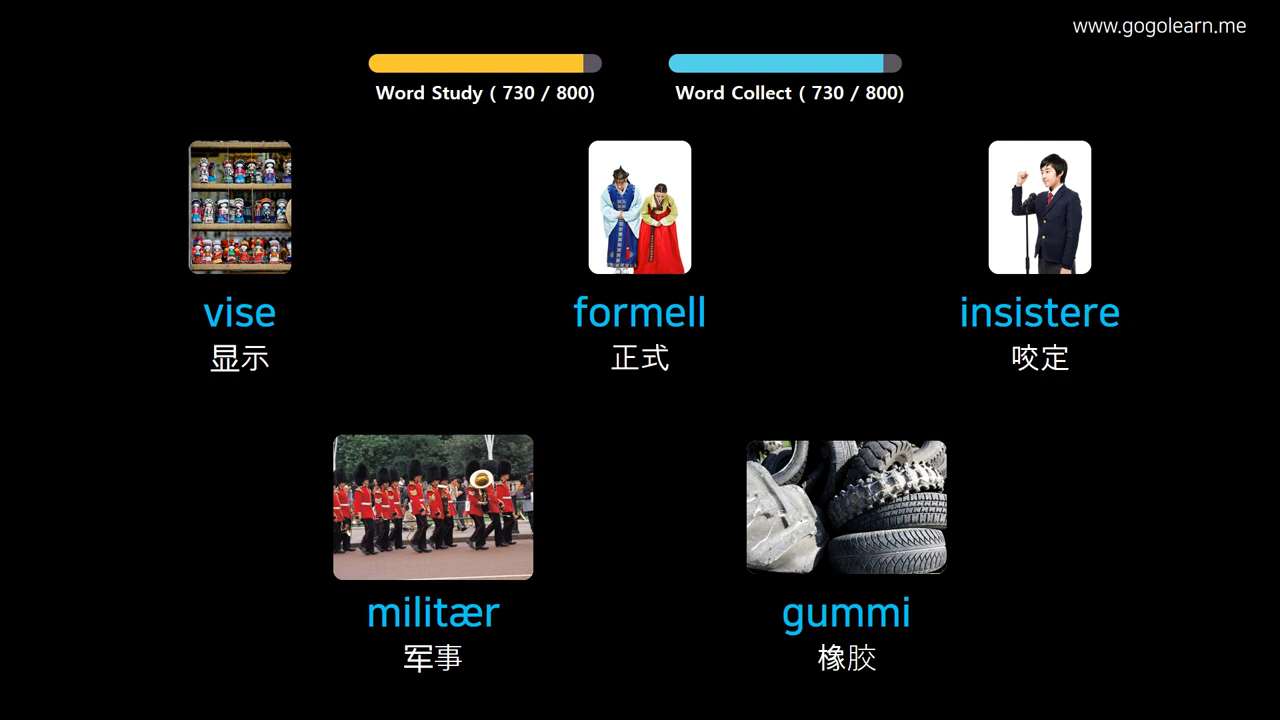 www.gogolearn.me
Word Study ( 730 / 800)
Word Collect ( 730 / 800)
vise
显示
formell
正式
insistere
咬定
militær
军事
gummi
橡胶